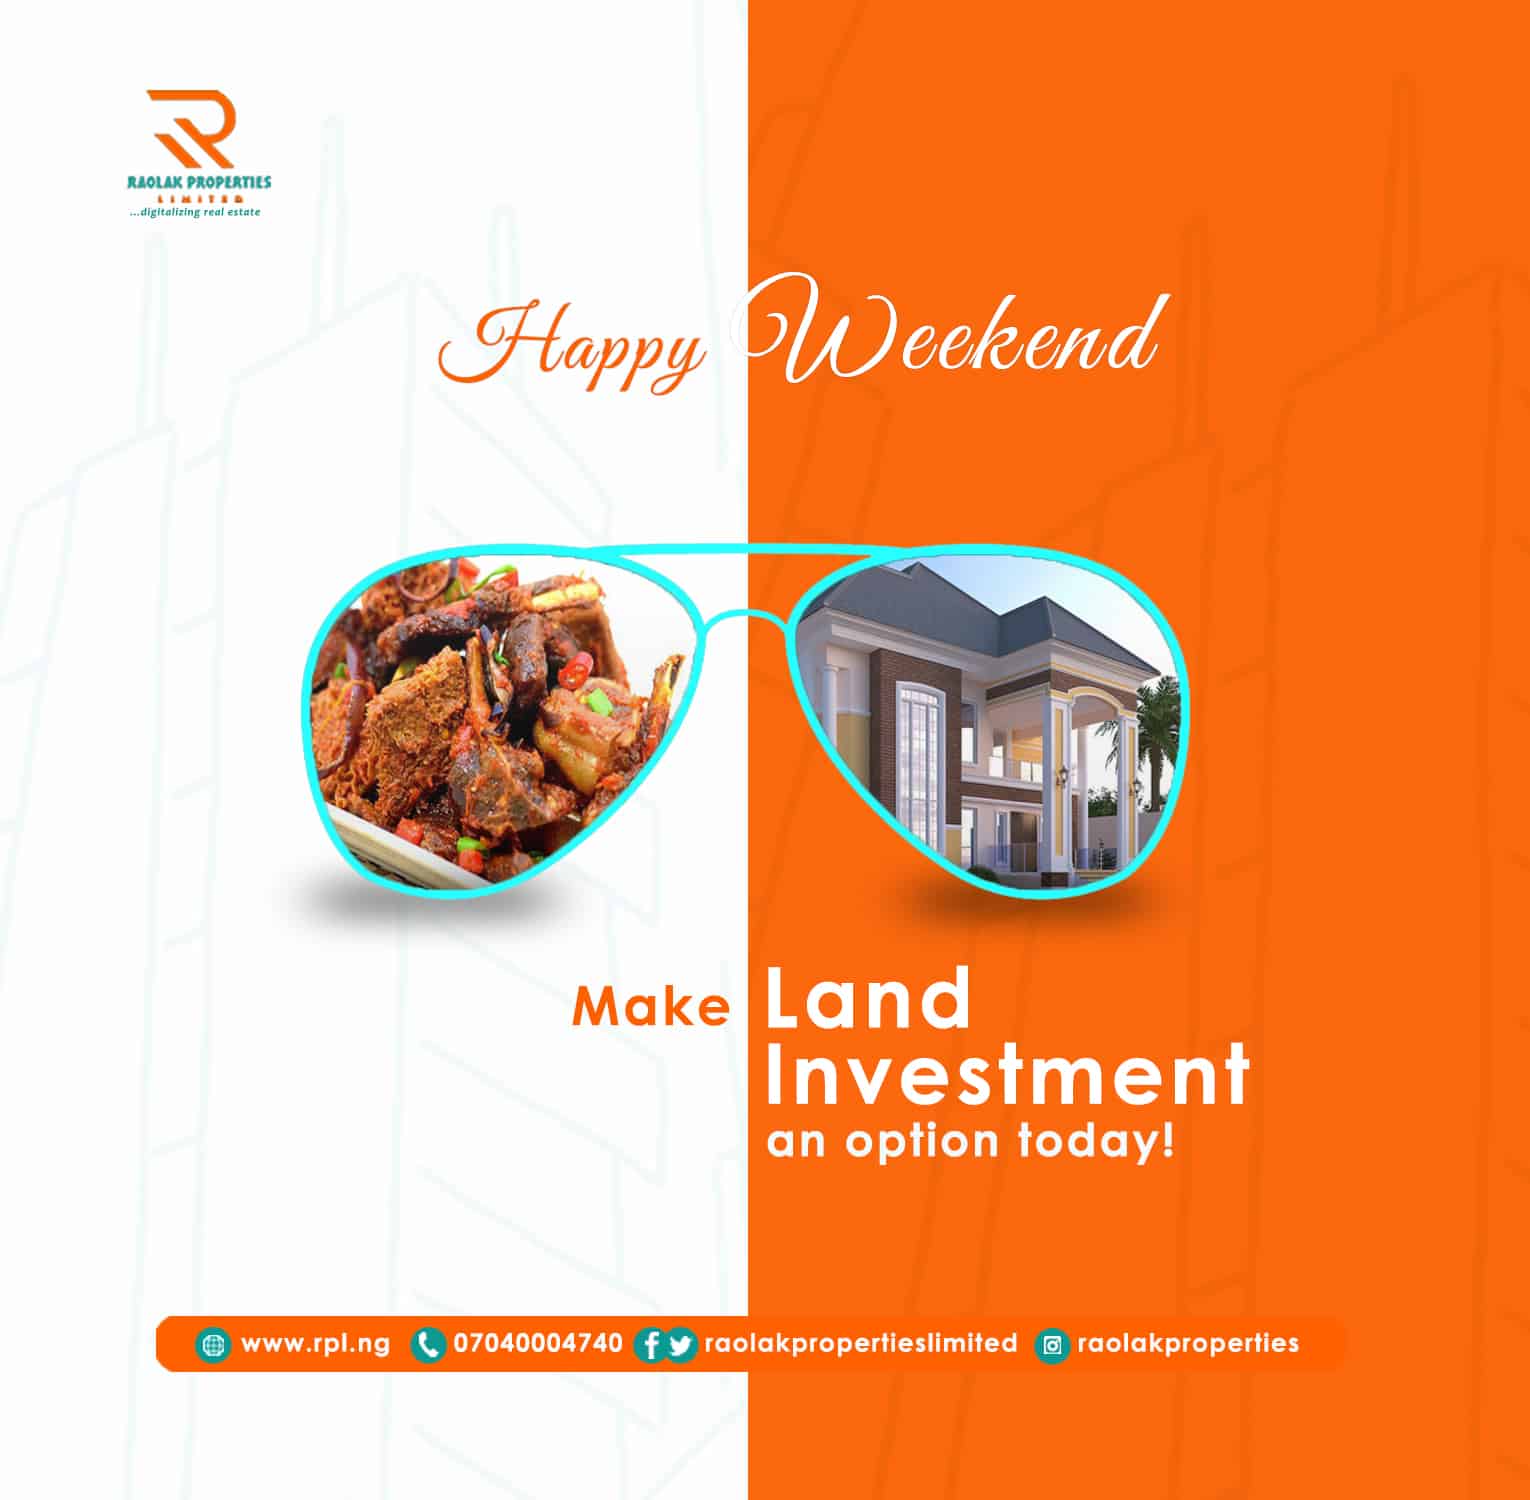 RAOLAK PROPERTIES
LIMITED
...digitalizing real estate
Happy Weekend
Make Land
Investment
an option today!
www.rpl.ng 07040004740 raolakpropertieslimited raolakproperties